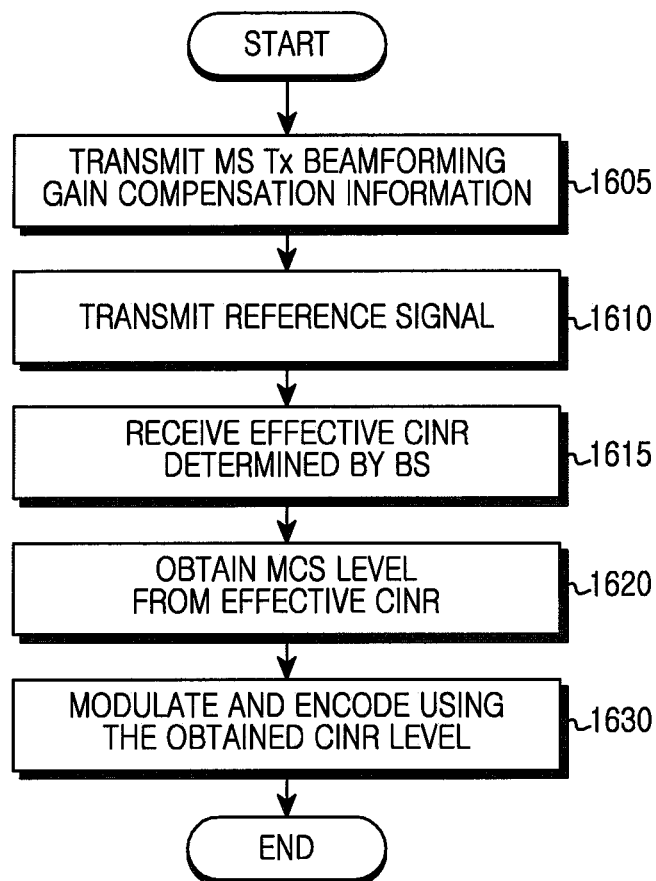 START
TRANSMIT MS Tx BEAMFORMING
GAIN COMPENSATION INFORMATION
1605
TRANSMIT REFERENCE SIGNAL
1610
RECEIVE EFFECTIVE CINR
DETERMINED BY BS
1615
OBTAIN MCS LEVEL
FROM EFFECTIVE CINR
1620
MODULATE AND ENCODE USING
THE OBTAINED CINR LEVEL
1630
END